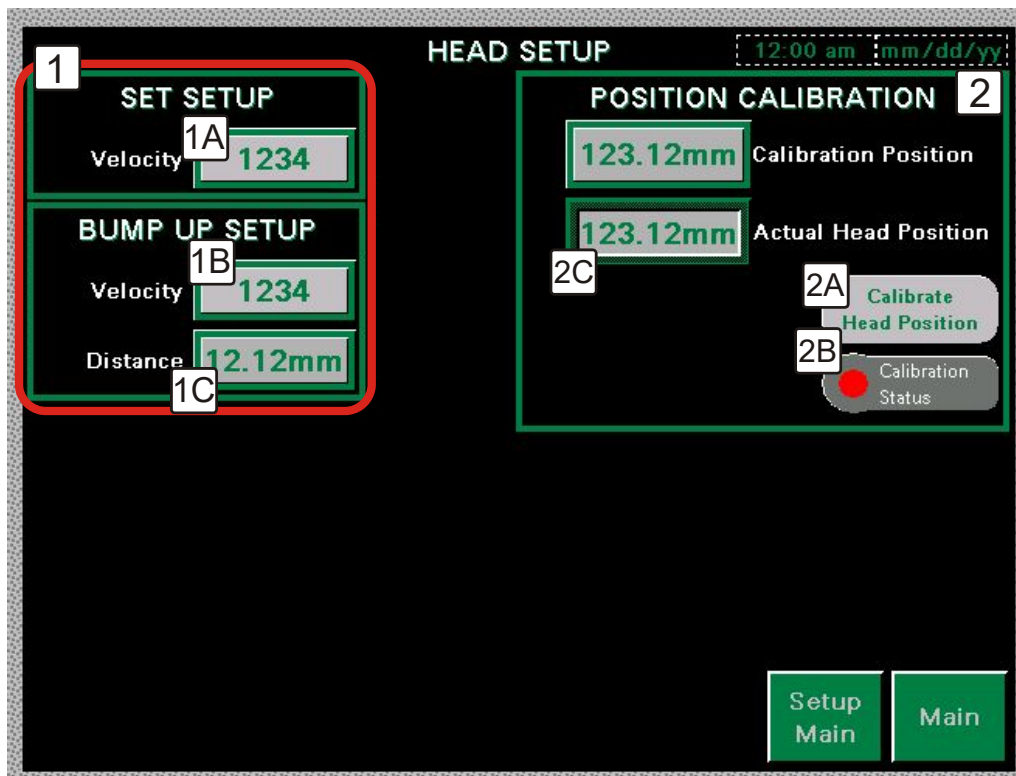 HEAD SETUP
12:00 am mm/dd/yy
1
SET SETUP
1A
Velocity 1234
BUMP UP SETUP
1B
Velocity 1234
Distance 12.12mm
1C
2
POSITION CALIBRATION
123.12mm Calibration Position
123.12mm Actual Head Position
2C
2A
Calibrate
Head Position
2B
Calibration
Status
Setup
Main
Main